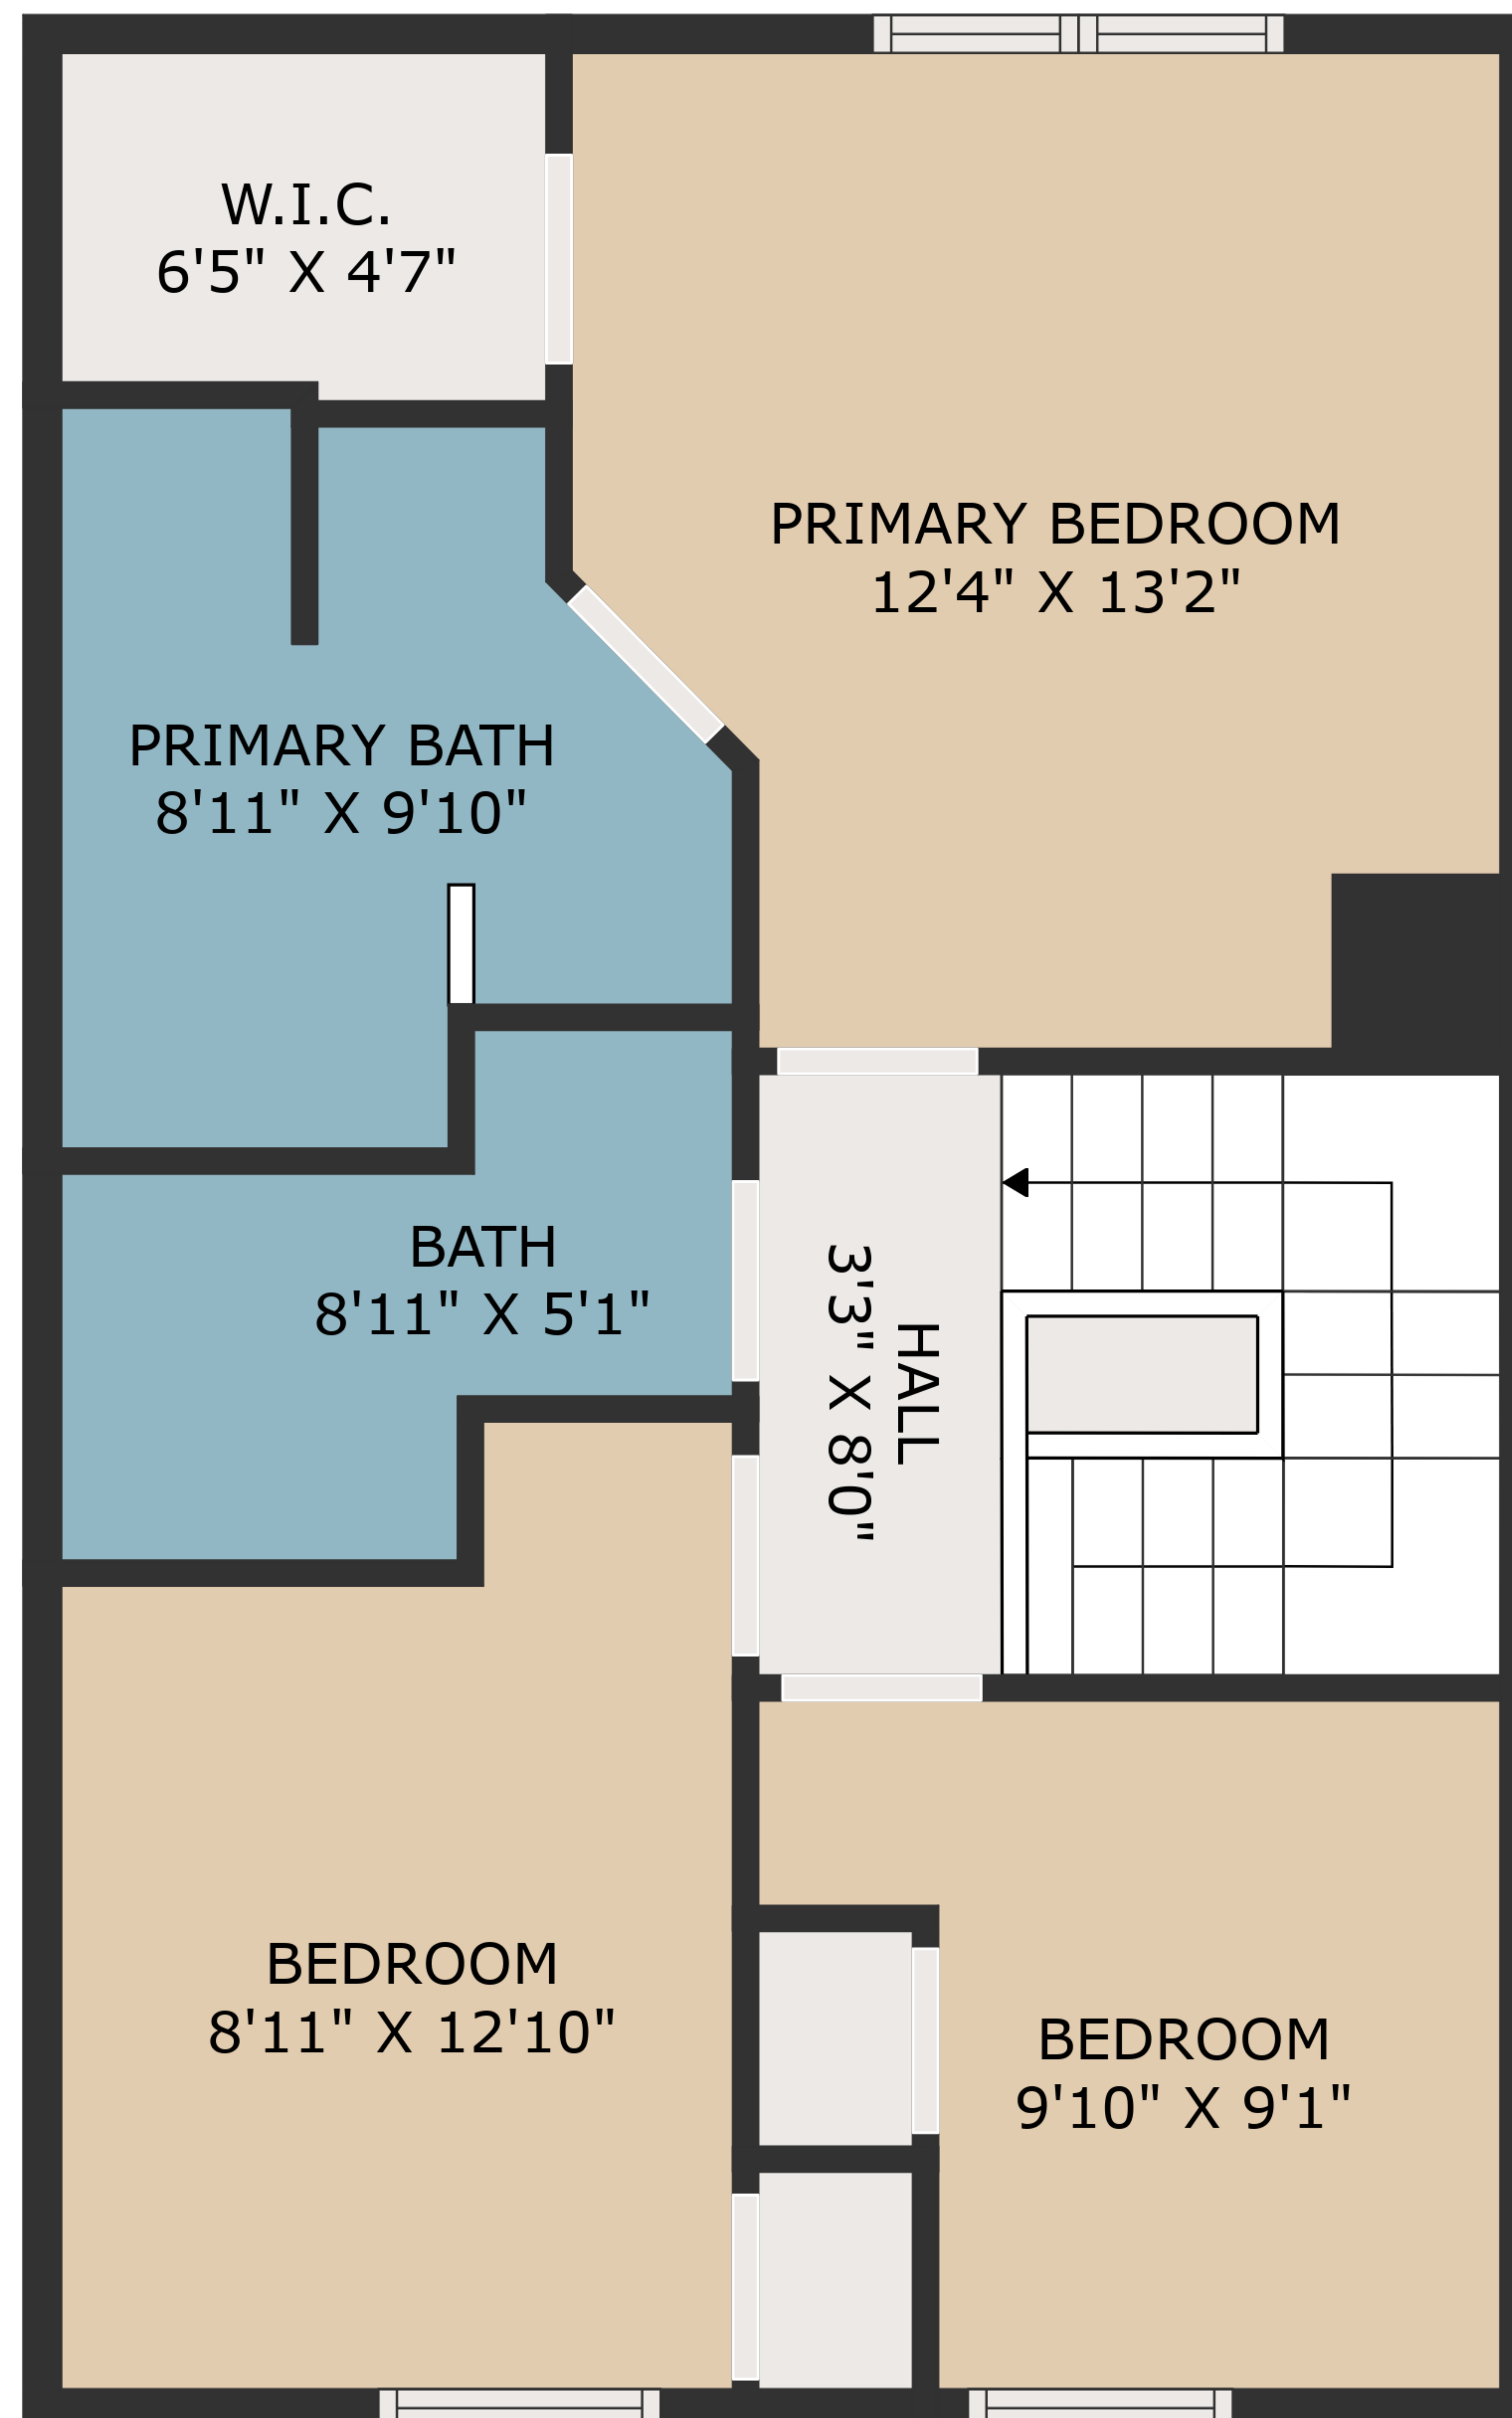 W.I.C.
6'5" X 4'7"
PRIMARY BEDROOM
12'4" X 13'2"
PRIMARY BATH
8'11" X 9'10"
BATH
8'11" X 5'1"
HALL
3'3" X 8'0"
BEDROOM
8'11" X 12'10"
BEDROOM
9'10" X 9'1"